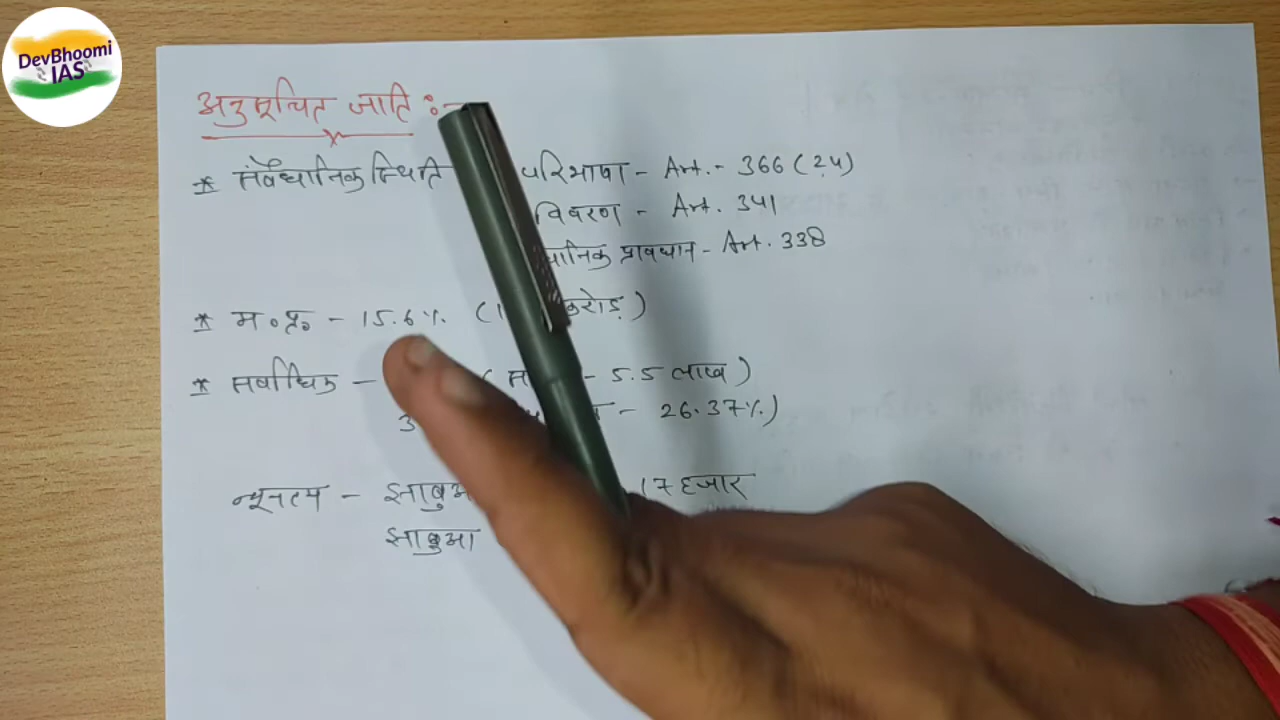 DevBhoomi
IAS
अनुसूचित जाति :-
* संवैधानिक स्थिति परिभाषा - Art. - 366 (24)
विवरण - Art. 341
प्रावधान - Art. 338
* म०प्र० - 15.6% ( करोड़ )
* सर्वाधिक - ( - 5.5 लाख )
- 26.37% )
न्यूनतम - 17 हजार
झाबुआ